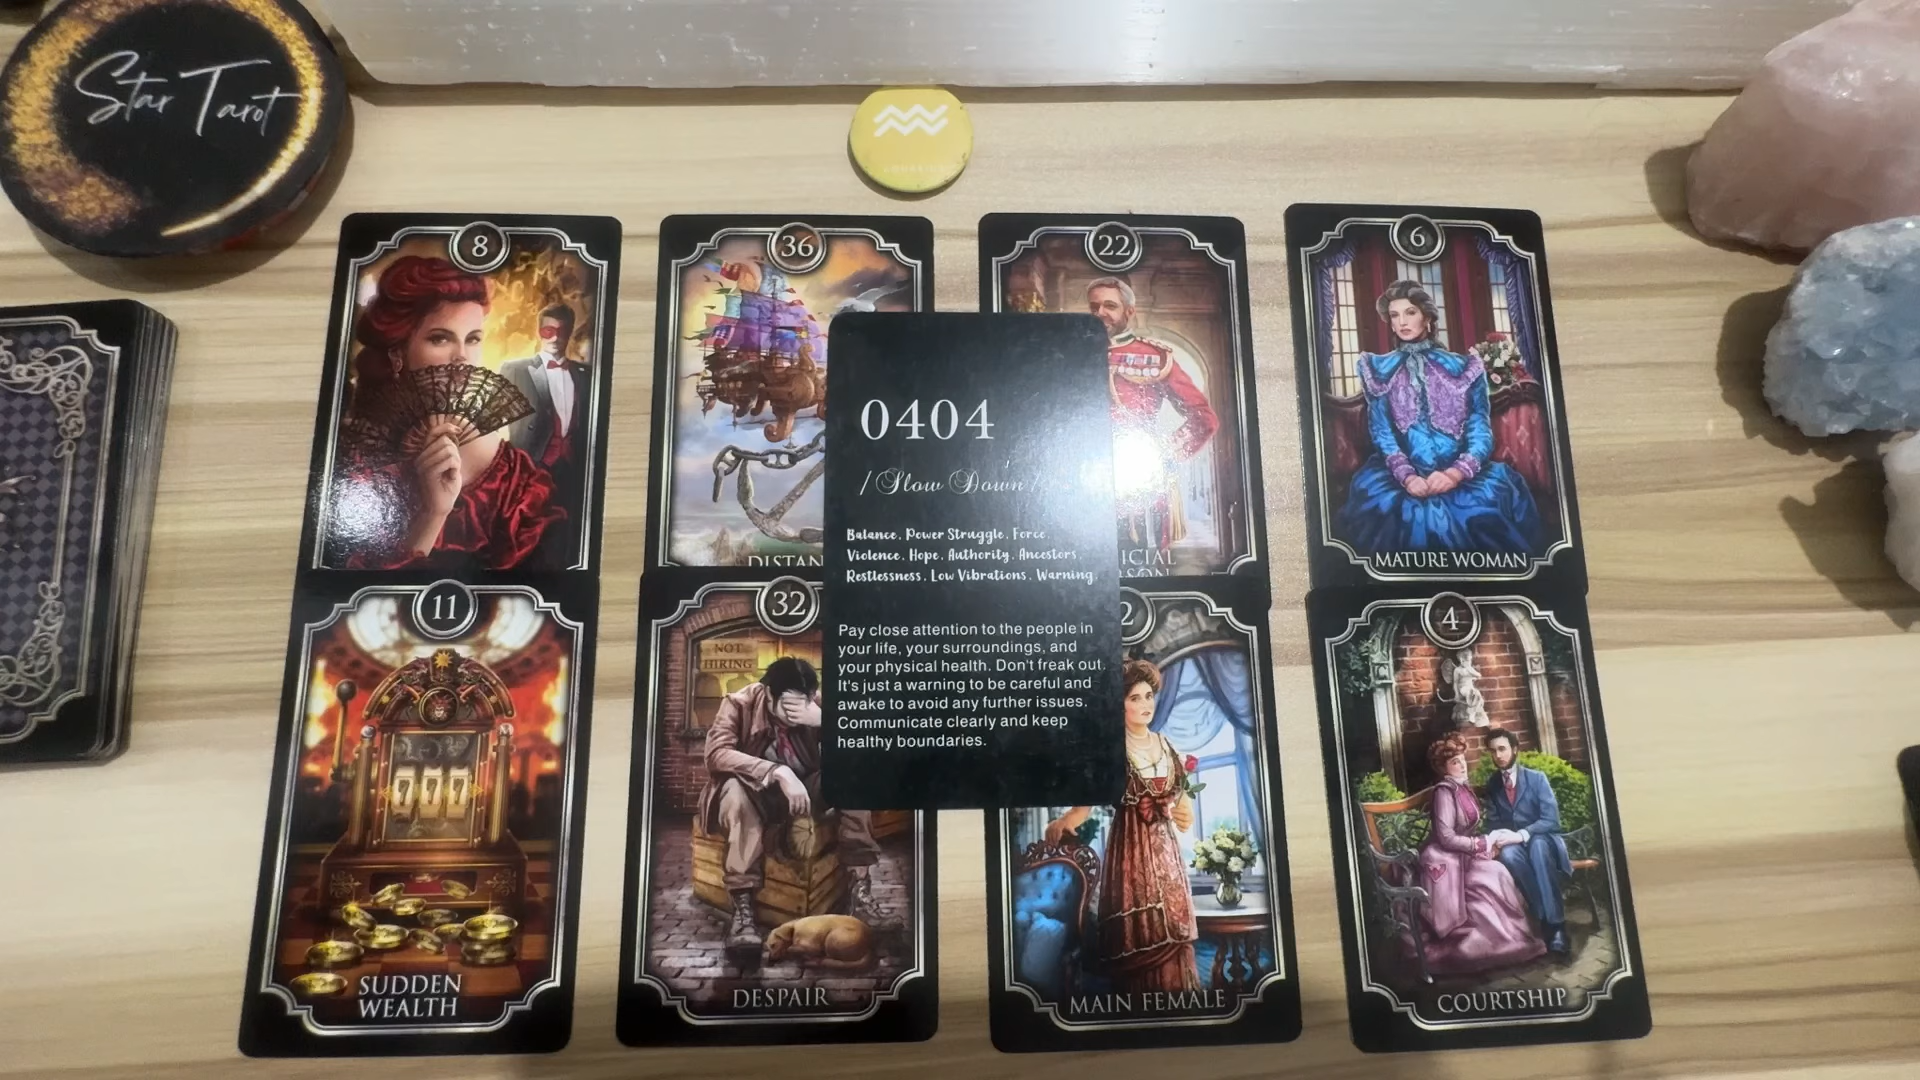 Star Tarot
8
36
22
6
0404
/Slow Down/
Balance, Power Struggle, Force,
Violence, Hope, Authority, Ancestors,
Restlessness, Low Vibrations, Warning
Pay close attention to the people in
your life, your surroundings, and
your physical health. Don't freak out.
It's just a warning to be careful and
awake to avoid any further issues.
Communicate clearly and keep
healthy boundaries.
DISTAN
ICIAL
SON
MATURE WOMAN
11
32
2
4
NOT
HIRING
777
SUDDEN
WEALTH
DESPAIR
MAIN FEMALE
COURTSHIP